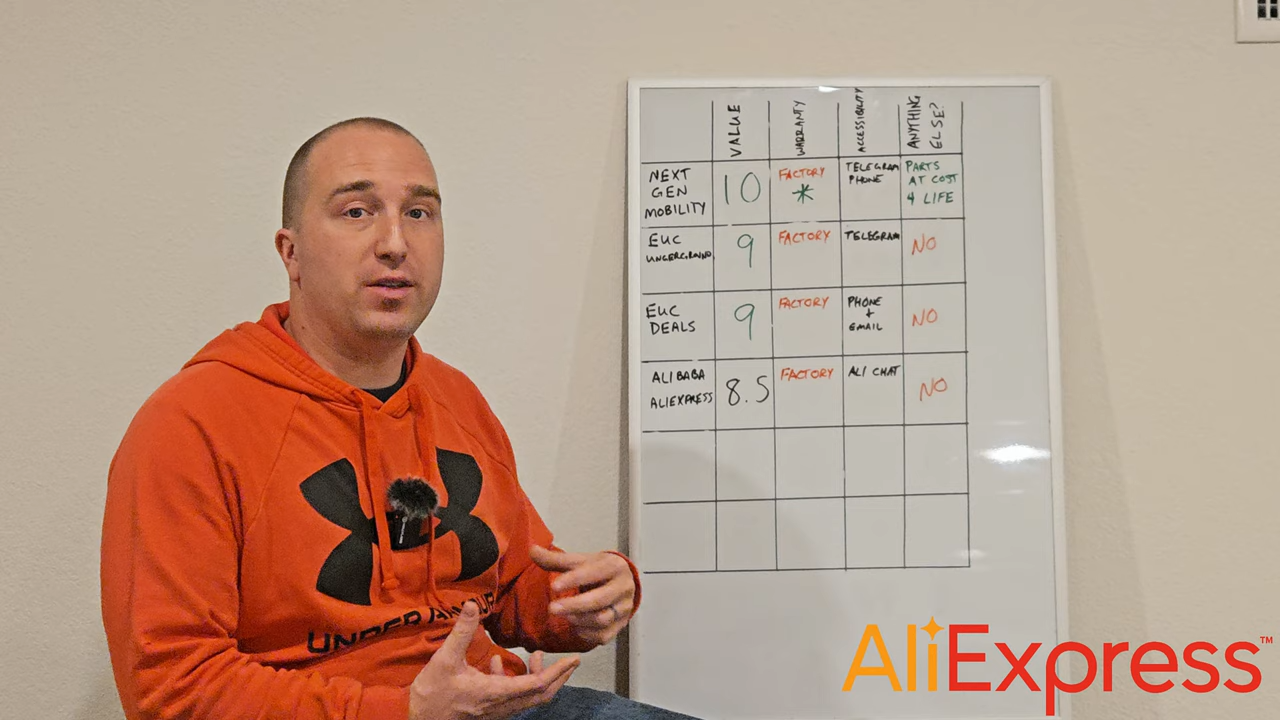 VALUE
WARRANTY
ACCESSIBILITY
ANYTHING
ELSE?
NEXT
GEN
MOBILITY
10
FACTORY
*
TELEGRAM
PHONE
PARTS
AT COST
4 LIFE
EUC
UNDERGROUND
9
FACTORY
TELEGRAM
NO
EUC
DEALS
9
FACTORY
PHONE
+
EMAIL
NO
ALIBABA
ALIEXPRESS
8.5
FACTORY
ALI CHAT
NO
UNDER ARMOUR
AliExpress™